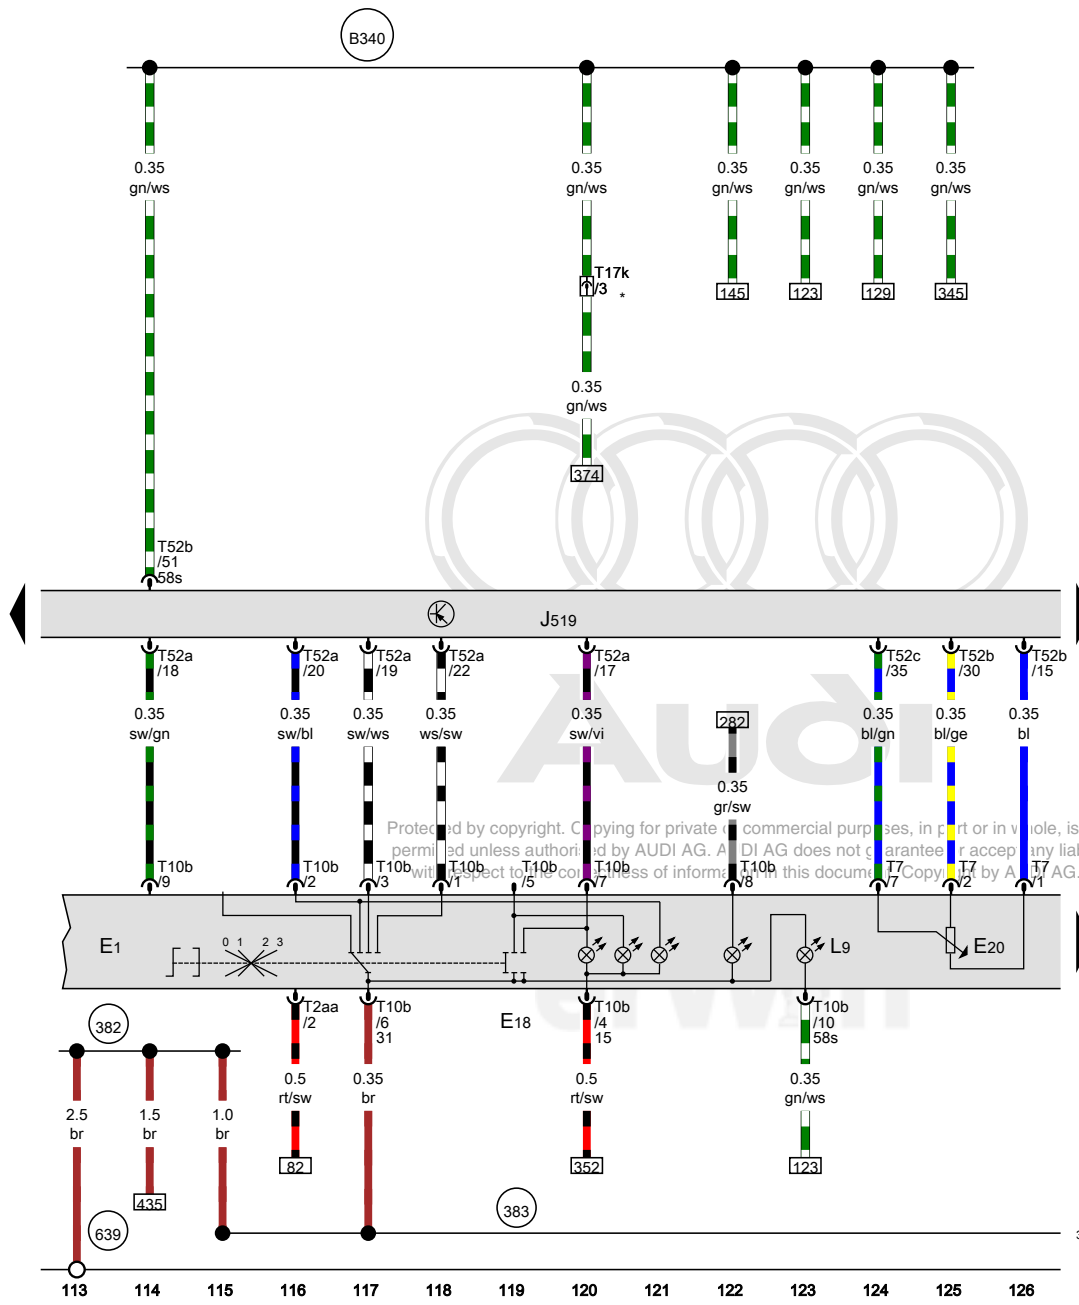 B340
0.35 0.35 0.35 0.35 0.35 0.35
gn/ws gn/ws gn/ws gn/ws gn/ws gn/ws
T17k
/3 *
145 123 129 345
0.35
gn/ws
374
T52b
/51
58s
J519
T52a T52a T52a T52a T52a T52c T52b T52b
/18 /20 /19 /22 /17 /35 /30 /15
0.35 0.35 0.35 0.35 0.35 282 0.35 0.35 0.35
sw/gn sw/bl sw/ws ws/sw sw/vi bl/gn bl/ge bl
Audi
0.35
gr/sw
T10b T10b T10b T10b T10b T10b T10b T7 T7 T7
/9 /2 /3 /1 /5 /7 /8 /7 /2 /1
E1 0 1 2 3 L9 E20
T2aa T10b E18 T10b T10b
/2 /6 /4 /10
31 15 58s
382
0.5 0.35 0.5 0.35
rt/sw br rt/sw gn/ws
2.5 1.5 1.0
br br br
82 352 123
435
383
639
113 114 115 116 117 118 119 120 121 122 123 124 125 126